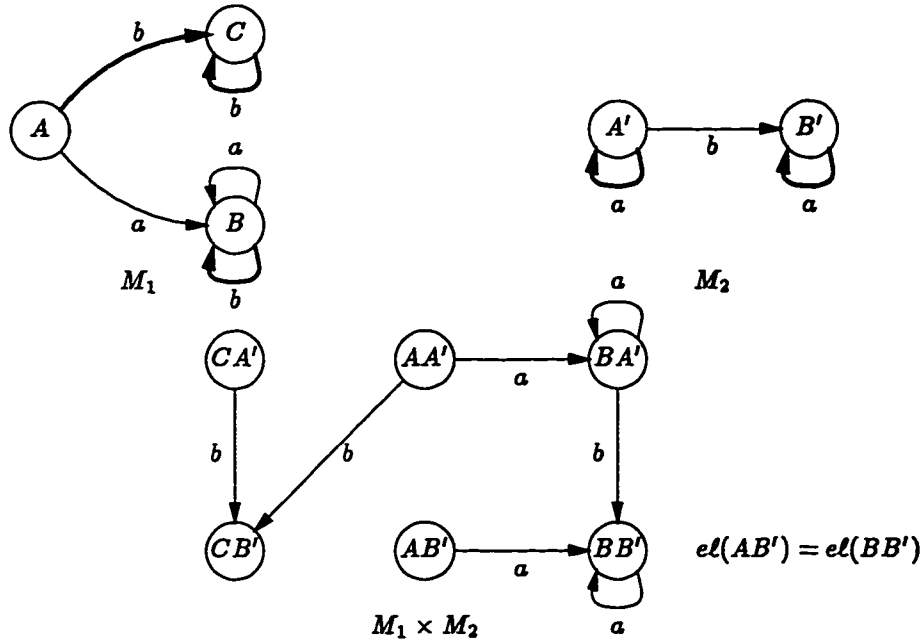 C
b
b
A
A′
b
B′
a
a
a
B
a
b
M₁
a
M₂
CA′
AA′
a
BA′
b
b
b
CB′
AB′
a
BB′
eℓ(AB′) = eℓ(BB′)
M₁ × M₂
a